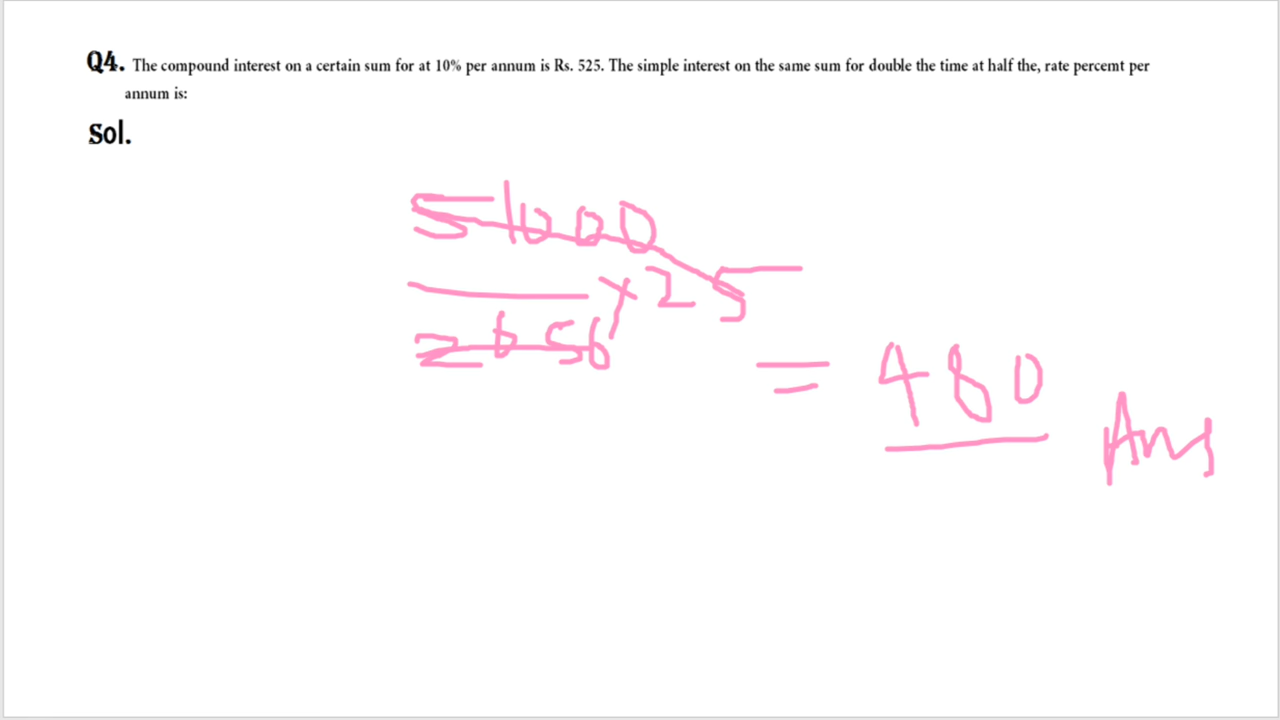 Q4. The compound interest on a certain sum for at 10% per annum is Rs. 525. The simple interest on the same sum for double the time at half the, rate percemt per
annum is:
Sol.
51000
× 25
2656
= 480
Ans